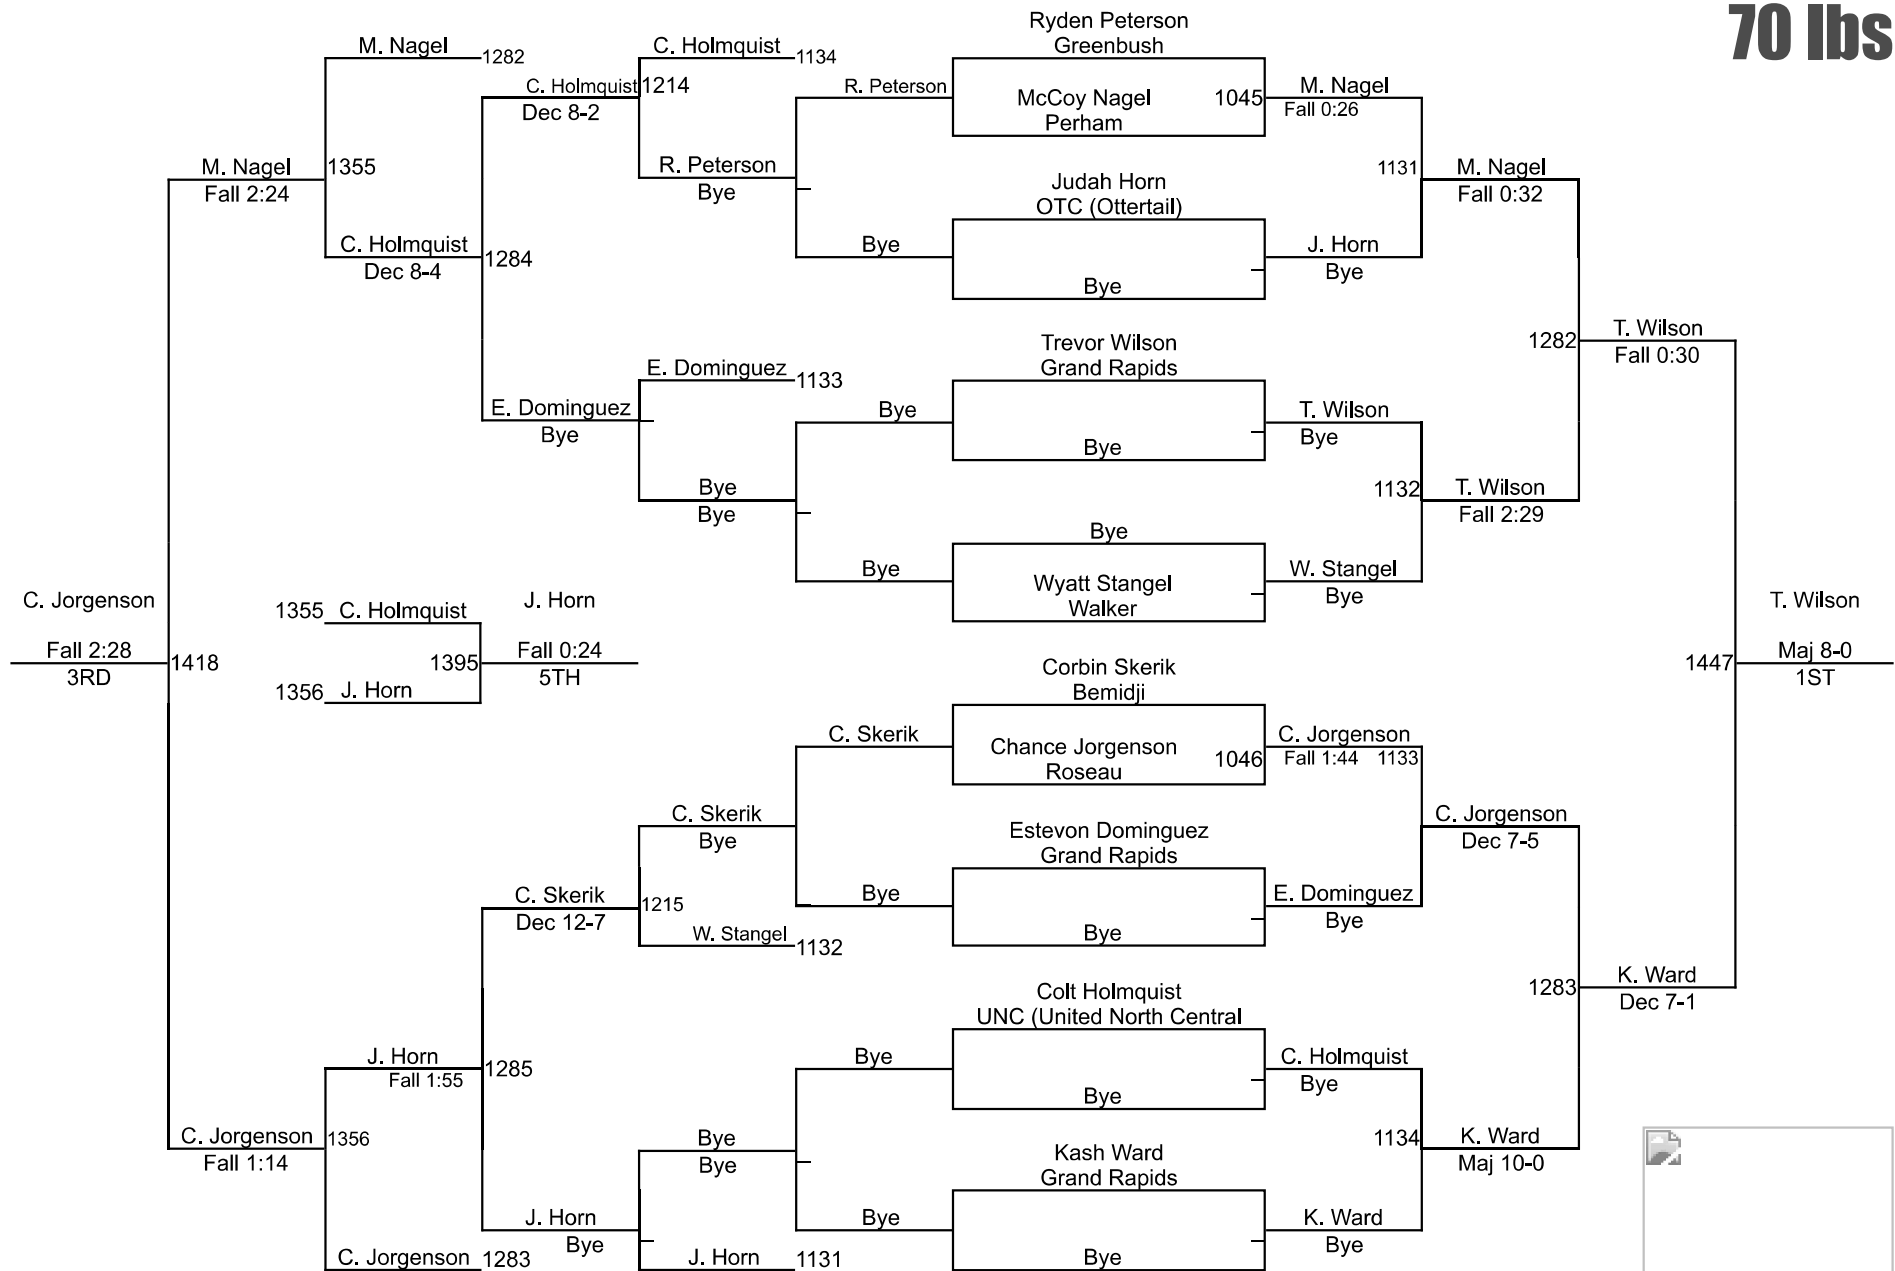 70 lbs
Ryden Peterson
Greenbush
M. Nagel
1282
C. Holmquist
1134
C. Holmquist
1214
Dec 8-2
R. Peterson
McCoy Nagel
1045
Perham
M. Nagel
Fall 0:26
M. Nagel
1355
Fall 2:24
R. Peterson
Bye
1131
M. Nagel
Fall 0:32
Judah Horn
OTC (Ottertail)
C. Holmquist
Dec 8-4
1284
Bye
J. Horn
Bye
Bye
Trevor Wilson
Grand Rapids
1282
T. Wilson
Fall 0:30
E. Dominguez
1133
E. Dominguez
Bye
Bye
Bye
T. Wilson
Bye
Bye
Bye
1132
T. Wilson
Fall 2:29
Bye
Bye
Wyatt Stangel
Walker
W. Stangel
Bye
C. Jorgenson
Fall 2:28
3RD
1418
1355
C. Holmquist
1395
1356
J. Horn
J. Horn
Fall 0:24
5TH
T. Wilson
1447
Maj 8-0
1ST
Corbin Skerik
Bemidji
C. Skerik
Chance Jorgenson
1046
Roseau
C. Jorgenson
Fall 1:44
1133
C. Skerik
Bye
C. Jorgenson
Dec 7-5
Estevon Dominguez
Grand Rapids
C. Skerik
Dec 12-7
1215
W. Stangel
1132
Bye
Bye
E. Dominguez
Bye
1283
K. Ward
Dec 7-1
Colt Holmquist
UNC (United North Central
J. Horn
Fall 1:55
1285
Bye
Bye
C. Holmquist
Bye
C. Jorgenson
1356
Fall 1:14
Bye
Bye
1134
K. Ward
Maj 10-0
Kash Ward
Grand Rapids
J. Horn
Bye
Bye
Bye
K. Ward
Bye
C. Jorgenson
1283
J. Horn
1131